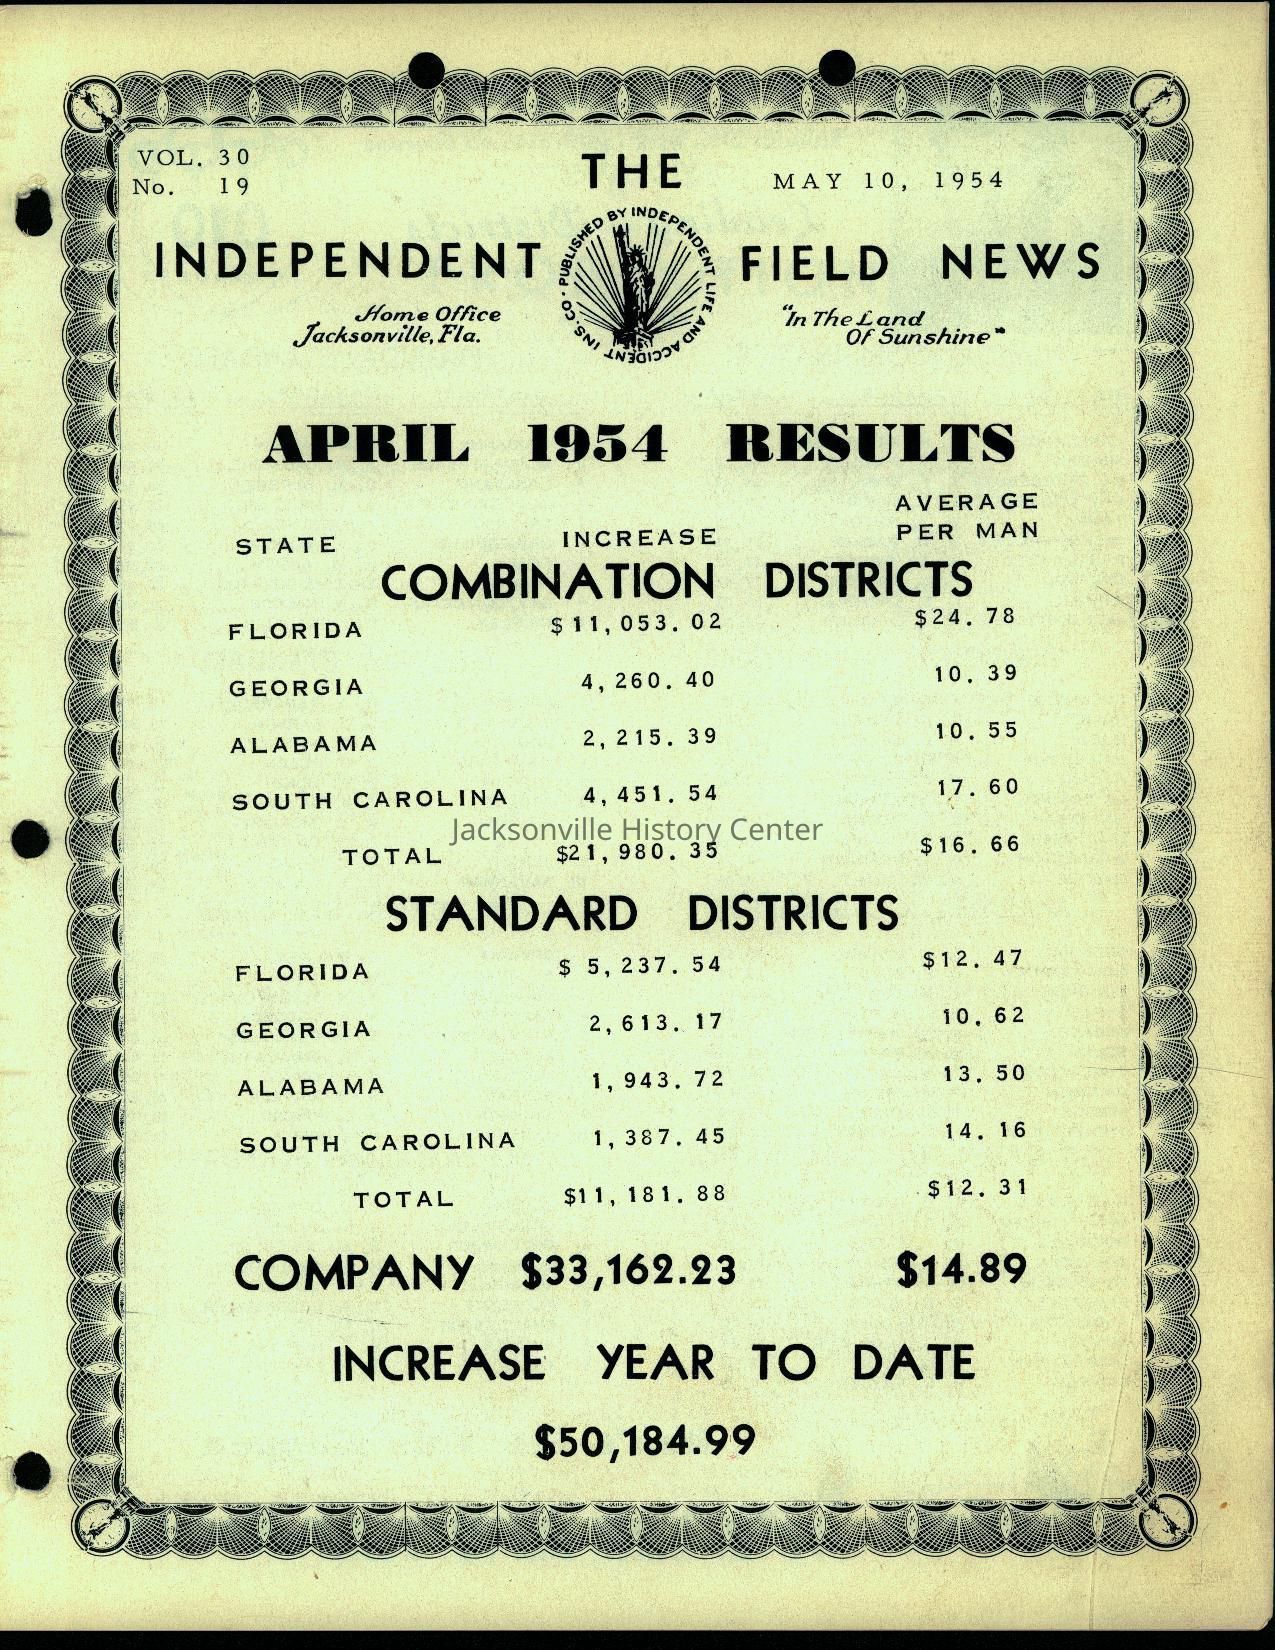 VOL. 30
No. 19
THE
MAY 10, 1954
INDEPENDENT FIELD NEWS
PUBLISHED BY INDEPENDENT LIFE AND ACCIDENT INS. CO.
Home Office
Jacksonville, Fla.
"In The Land
Of Sunshine"
APRIL 1954 RESULTS
STATE INCREASE AVERAGE
PER MAN
COMBINATION DISTRICTS
FLORIDA $11,053.02 $24.78
GEORGIA 4,260.40 10.39
ALABAMA 2,215.39 10.55
SOUTH CAROLINA 4,451.54 17.60
Jacksonville History Center
TOTAL $21,980.35 $16.66
STANDARD DISTRICTS
FLORIDA $ 5,237.54 $12.47
GEORGIA 2,613.17 10.62
ALABAMA 1,943.72 13.50
SOUTH CAROLINA 1,387.45 14.16
TOTAL $11,181.88 $12.31
COMPANY $33,162.23 $14.89
INCREASE YEAR TO DATE
$50,184.99